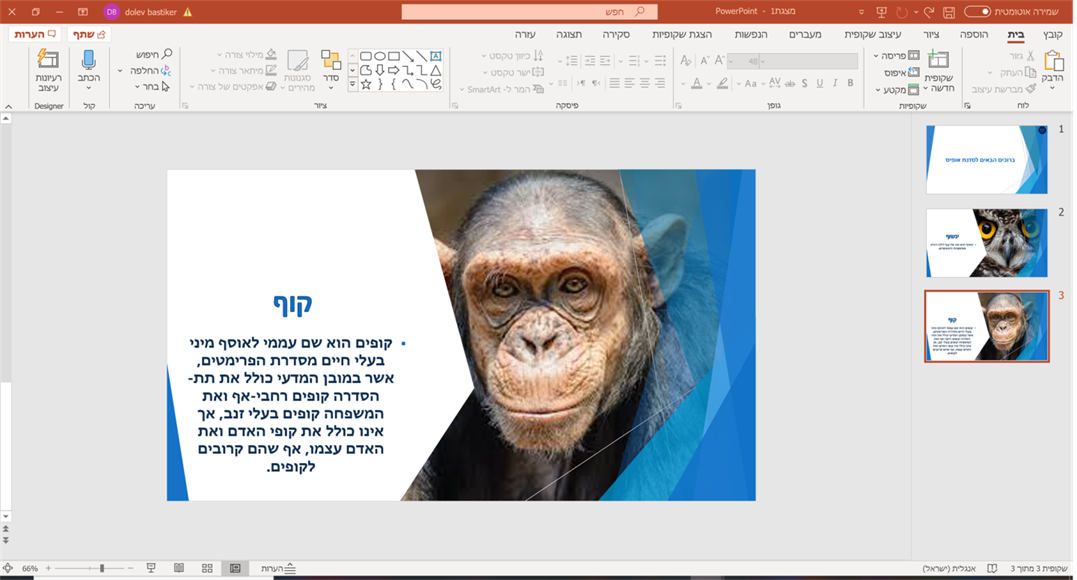 שמירה אוטומטית
מצגת1 - PowerPoint
חפש
dolev bastiker
DB
קובץ
בית
הוספה
ציור
עיצוב שקופית
מעברים
הנפשות
הצגת שקופיות
סקירה
תצוגה
עזרה
שתף
הערות
הדבק
גזור
העתק
מברשת עיצוב
לוח
שקופית
חדשה
פריסה
איפוס
מקטע
שקופיות
48
B I U S ab AV Aa A
גופן
כיוון טקסט
ישר טקסט
המר ל- SmartArt
פיסקה
סדר
סגנונות
מהירים
מילוי צורה
מיתאר צורה
אפקטים של צורה
ציור
חיפוש
החלפה
בחר
עריכה
הכתב
קול
רעיונות
עיצוב
Designer
1
ברוכים הבאים לסדנת אופיס
2
ינשוף
3
קוף
קוף
קופים הוא שם עממי לאוסף מיני
בעלי חיים מסדרת הפרימטים,
אשר במובן המדעי כולל את תת-
הסדרה קופים רחבי-אף ואת
המשפחה קופים בעלי זנב, אך
אינו כולל את קופי האדם ואת
האדם עצמו, אף שהם קרובים
לקופים.
שקופית 3 מתוך 3
אנגלית (ישראל)
הערות
66%